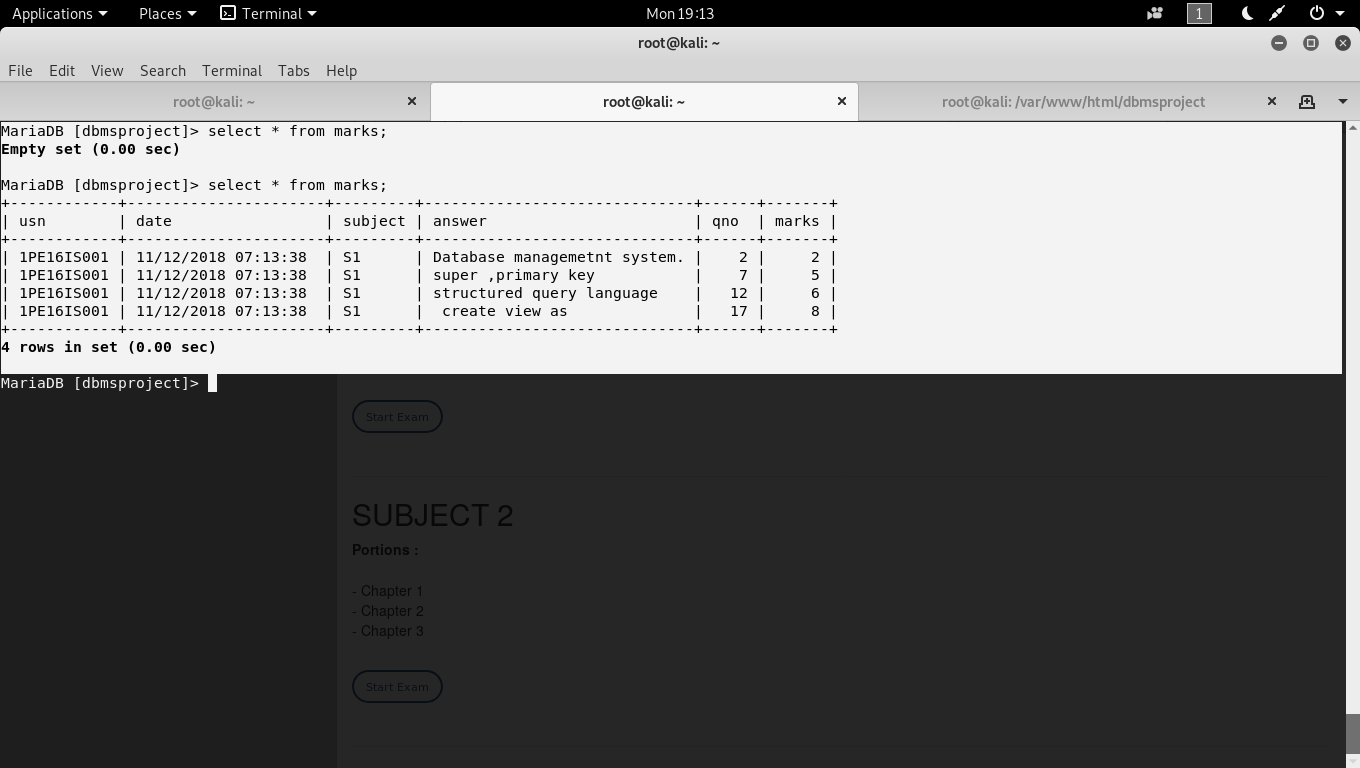 Applications Places Terminal Mon 19:13 1
root@kali: ~
File Edit View Search Terminal Tabs Help
root@kali: ~ root@kali: ~ root@kali: /var/www/html/dbmsproject
MariaDB [dbmsproject]> select * from marks;
Empty set (0.00 sec)
MariaDB [dbmsproject]> select * from marks;
+------------+----------------------+---------+------------------------------+------+-------+
| usn        | date                 | subject | answer                       | qno  | marks |
+------------+----------------------+---------+------------------------------+------+-------+
| 1PE16IS001 | 11/12/2018 07:13:38  | S1      | Database managemetnt system. |    2 |     2 |
| 1PE16IS001 | 11/12/2018 07:13:38  | S1      | super ,primary key           |    7 |     5 |
| 1PE16IS001 | 11/12/2018 07:13:38  | S1      | structured query language    |   12 |     6 |
| 1PE16IS001 | 11/12/2018 07:13:38  | S1      |  create view as              |   17 |     8 |
+------------+----------------------+---------+------------------------------+------+-------+
4 rows in set (0.00 sec)
MariaDB [dbmsproject]>
Start Exam
SUBJECT 2
Portions :
- Chapter 1
- Chapter 2
- Chapter 3
Start Exam